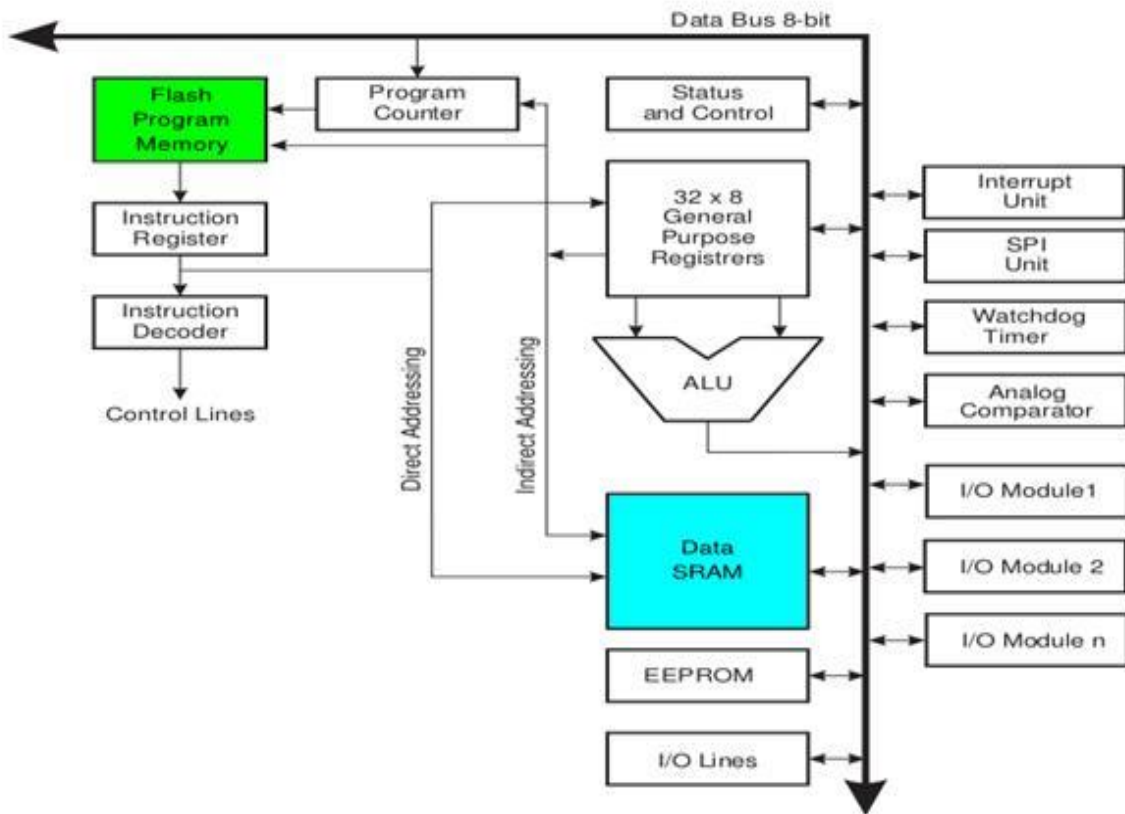 Data Bus 8-bit
Flash
Program
Memory
Program
Counter
Status
and Control
Instruction
Register
32 x 8
General
Purpose
Registrers
Interrupt
Unit
SPI
Unit
Instruction
Decoder
Watchdog
Timer
ALU
Control Lines
Analog
Comparator
Direct Addressing
Indirect Addressing
I/O Module1
Data
SRAM
I/O Module 2
I/O Module n
EEPROM
I/O Lines